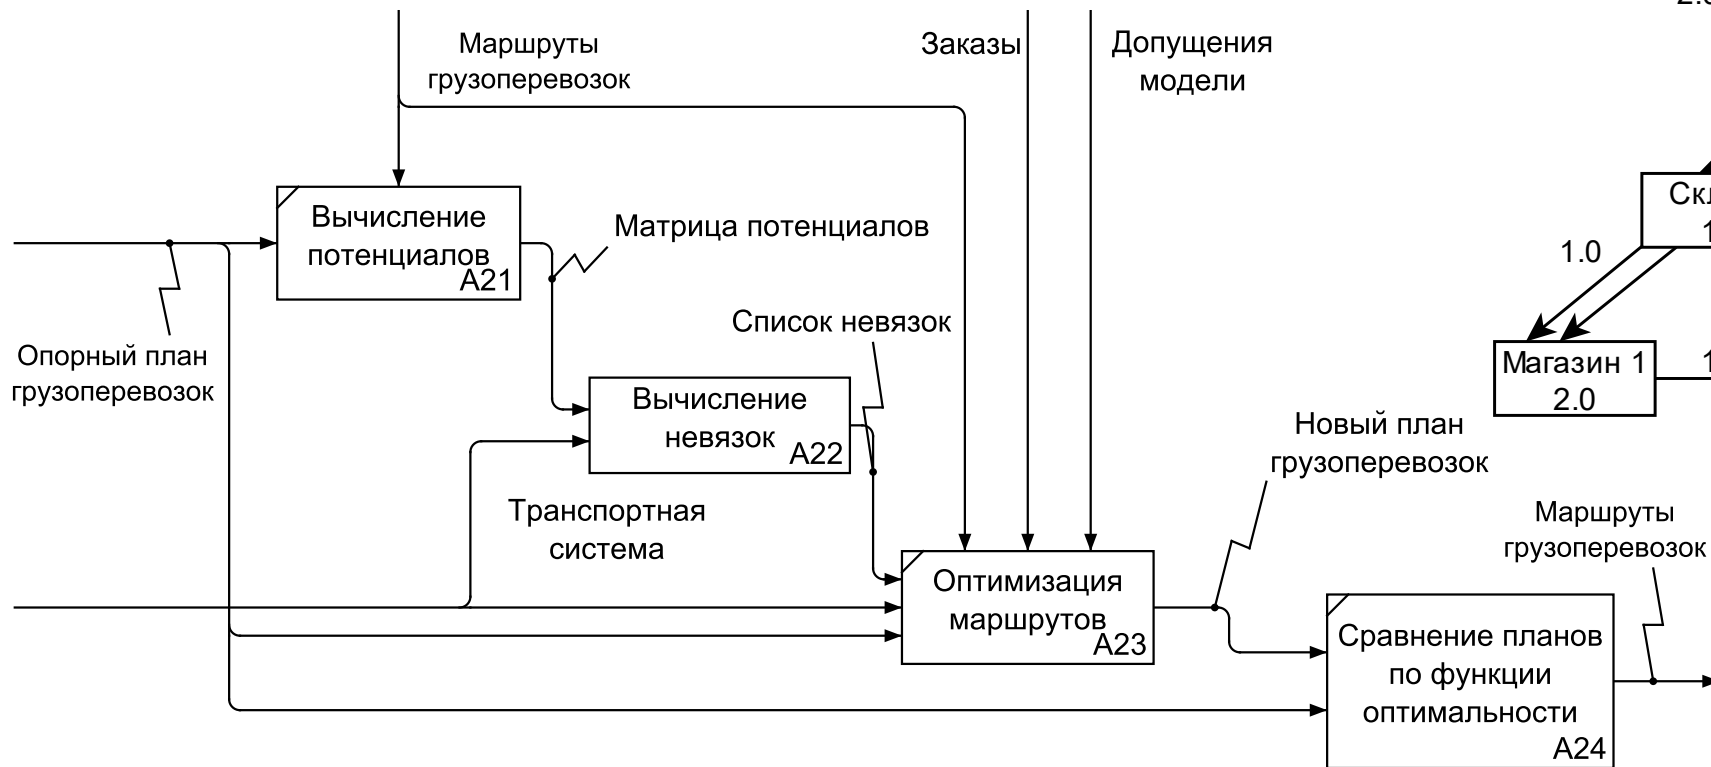 Маршруты
грузоперевозок
Заказы
Допущения
модели
Вычисление
потенциалов
A21
Матрица потенциалов
1.0
Список невязок
Опорный план
грузоперевозок
Магазин 1
2.0
Вычисление
невязок
A22
Новый план
грузоперевозок
Транспортная
система
Маршруты
грузоперевозок
Оптимизация
маршрутов
A23
Сравнение планов
по функции
оптимальности
A24